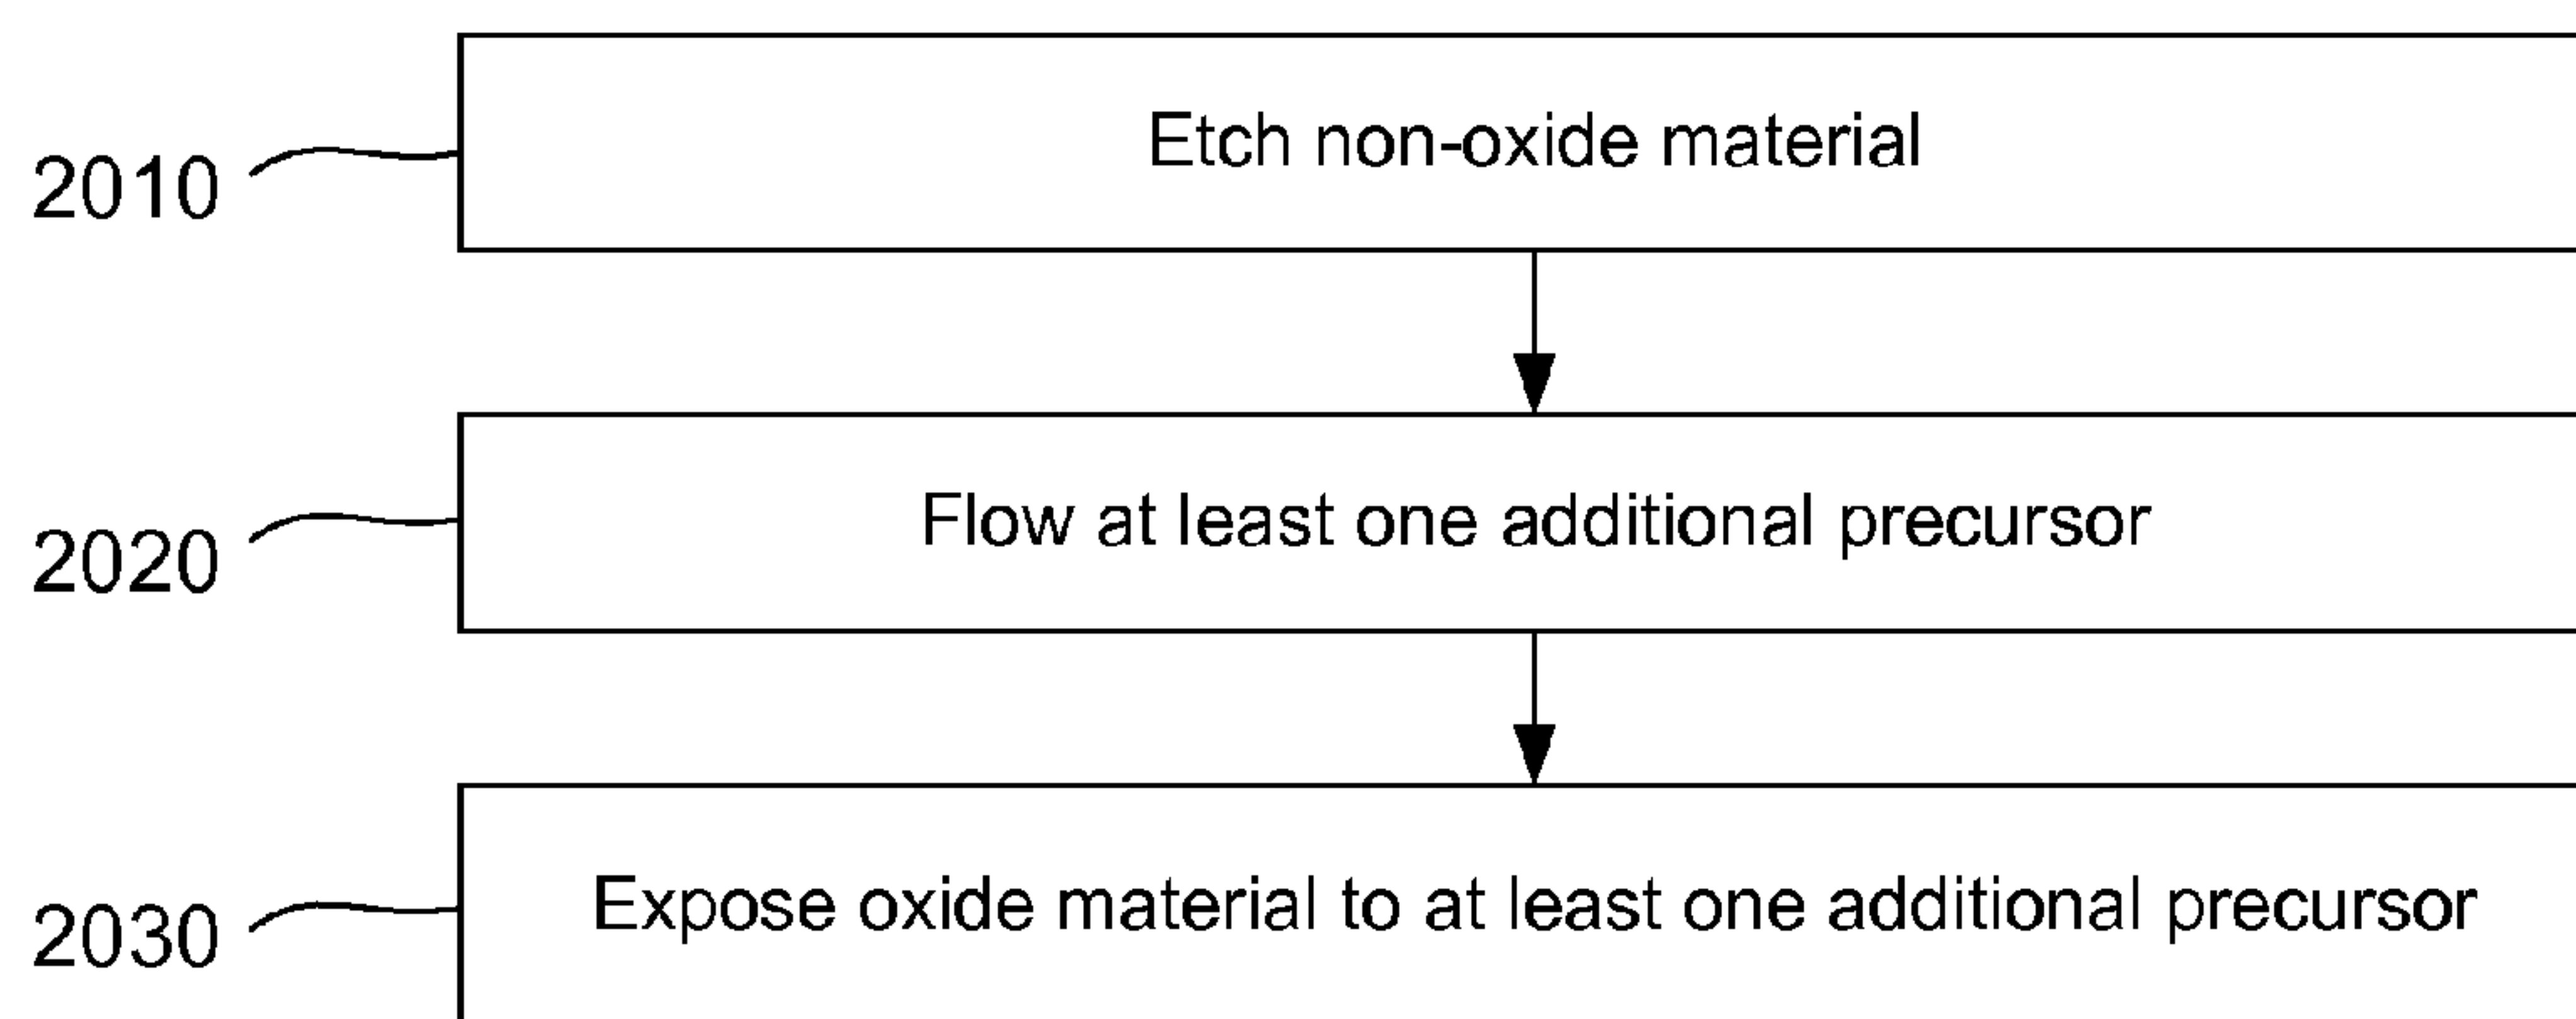 Etch non-oxide material
2010
Flow at least one additional precursor
2020
Expose oxide material to at least one additional precursor
2030